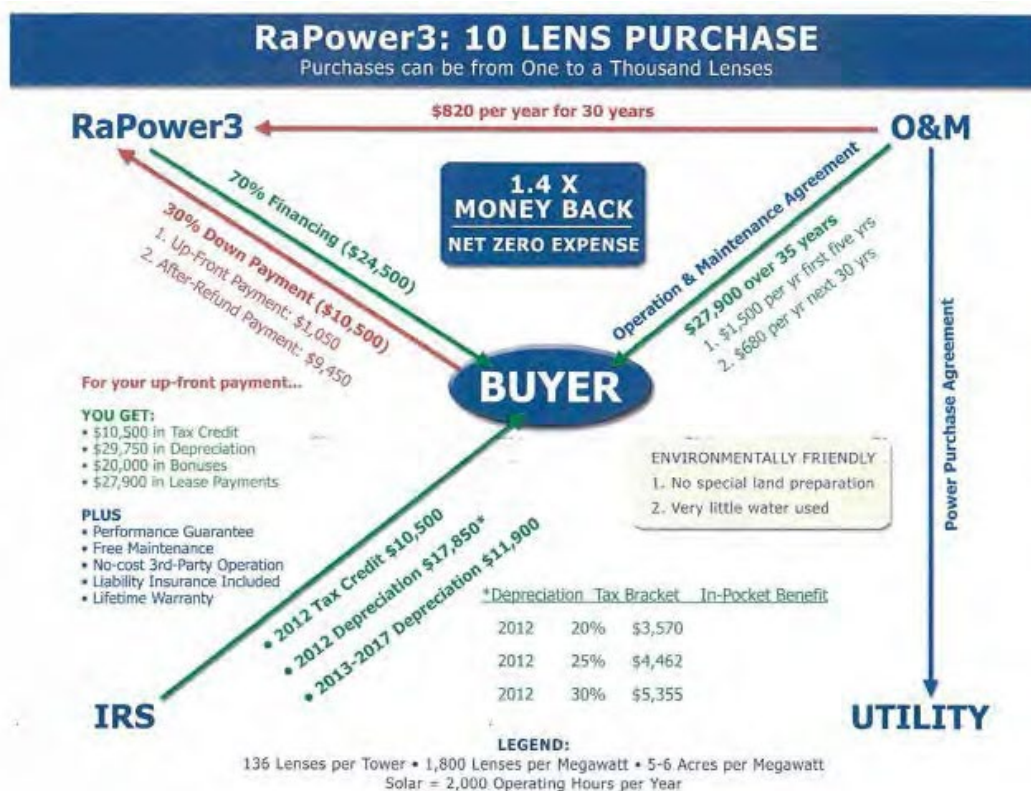 RaPower3: 10 LENS PURCHASE
Purchases can be from One to a Thousand Lenses
$820 per year for 30 years
RaPower3
O&M
1.4 X
MONEY BACK
NET ZERO EXPENSE
70% Financing ($24,500)
30% Down Payment ($10,500)
1. Up-Front Payment: $1,050
2. After-Refund Payment: $9,450
Operation & Maintenance Agreement
$27,900 over 35 years
1. $1,500 per yr first five yrs
2. $680 per yr next 30 yrs
Power Purchase Agreement
BUYER
For your up-front payment...
YOU GET:
• $10,500 in Tax Credit
• $29,750 in Depreciation
• $20,000 in Bonuses
• $27,900 in Lease Payments
PLUS
• Performance Guarantee
• Free Maintenance
• No-cost 3rd-Party Operation
• Liability Insurance Included
• Lifetime Warranty
ENVIRONMENTALLY FRIENDLY
1. No special land preparation
2. Very little water used
• 2012 Tax Credit $10,500
• 2012 Depreciation $17,850*
• 2013-2017 Depreciation $11,900
*Depreciation Tax Bracket In-Pocket Benefit
2012 20% $3,570
2012 25% $4,462
2012 30% $5,355
IRS
UTILITY
LEGEND:
136 Lenses per Tower • 1,800 Lenses per Megawatt • 5-6 Acres per Megawatt
Solar = 2,000 Operating Hours per Year